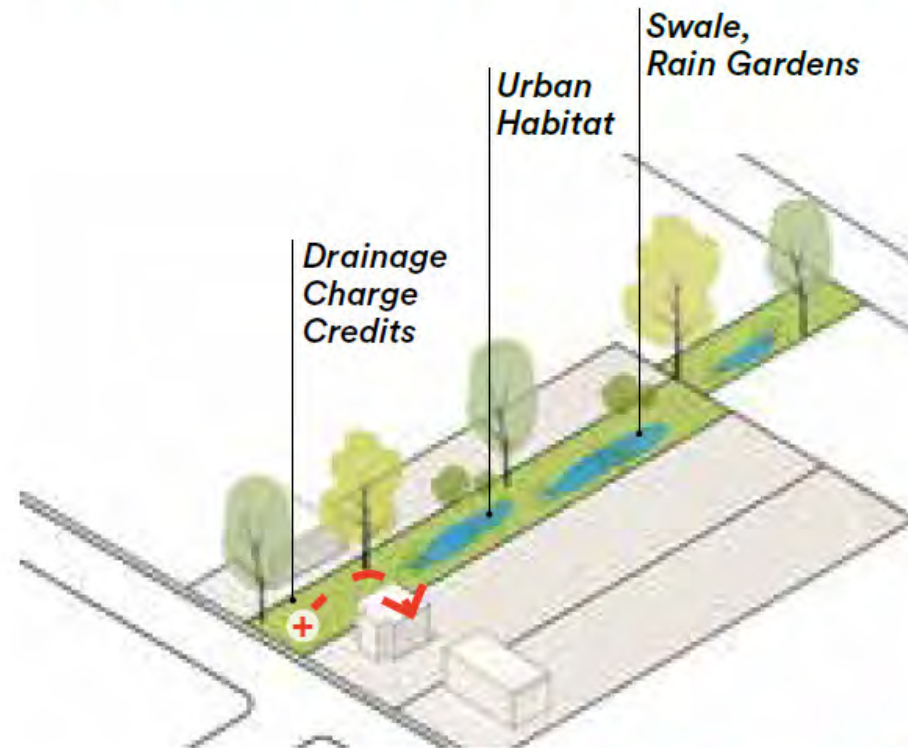 Swale,
Rain Gardens
Urban
Habitat
Drainage
Charge
Credits
+